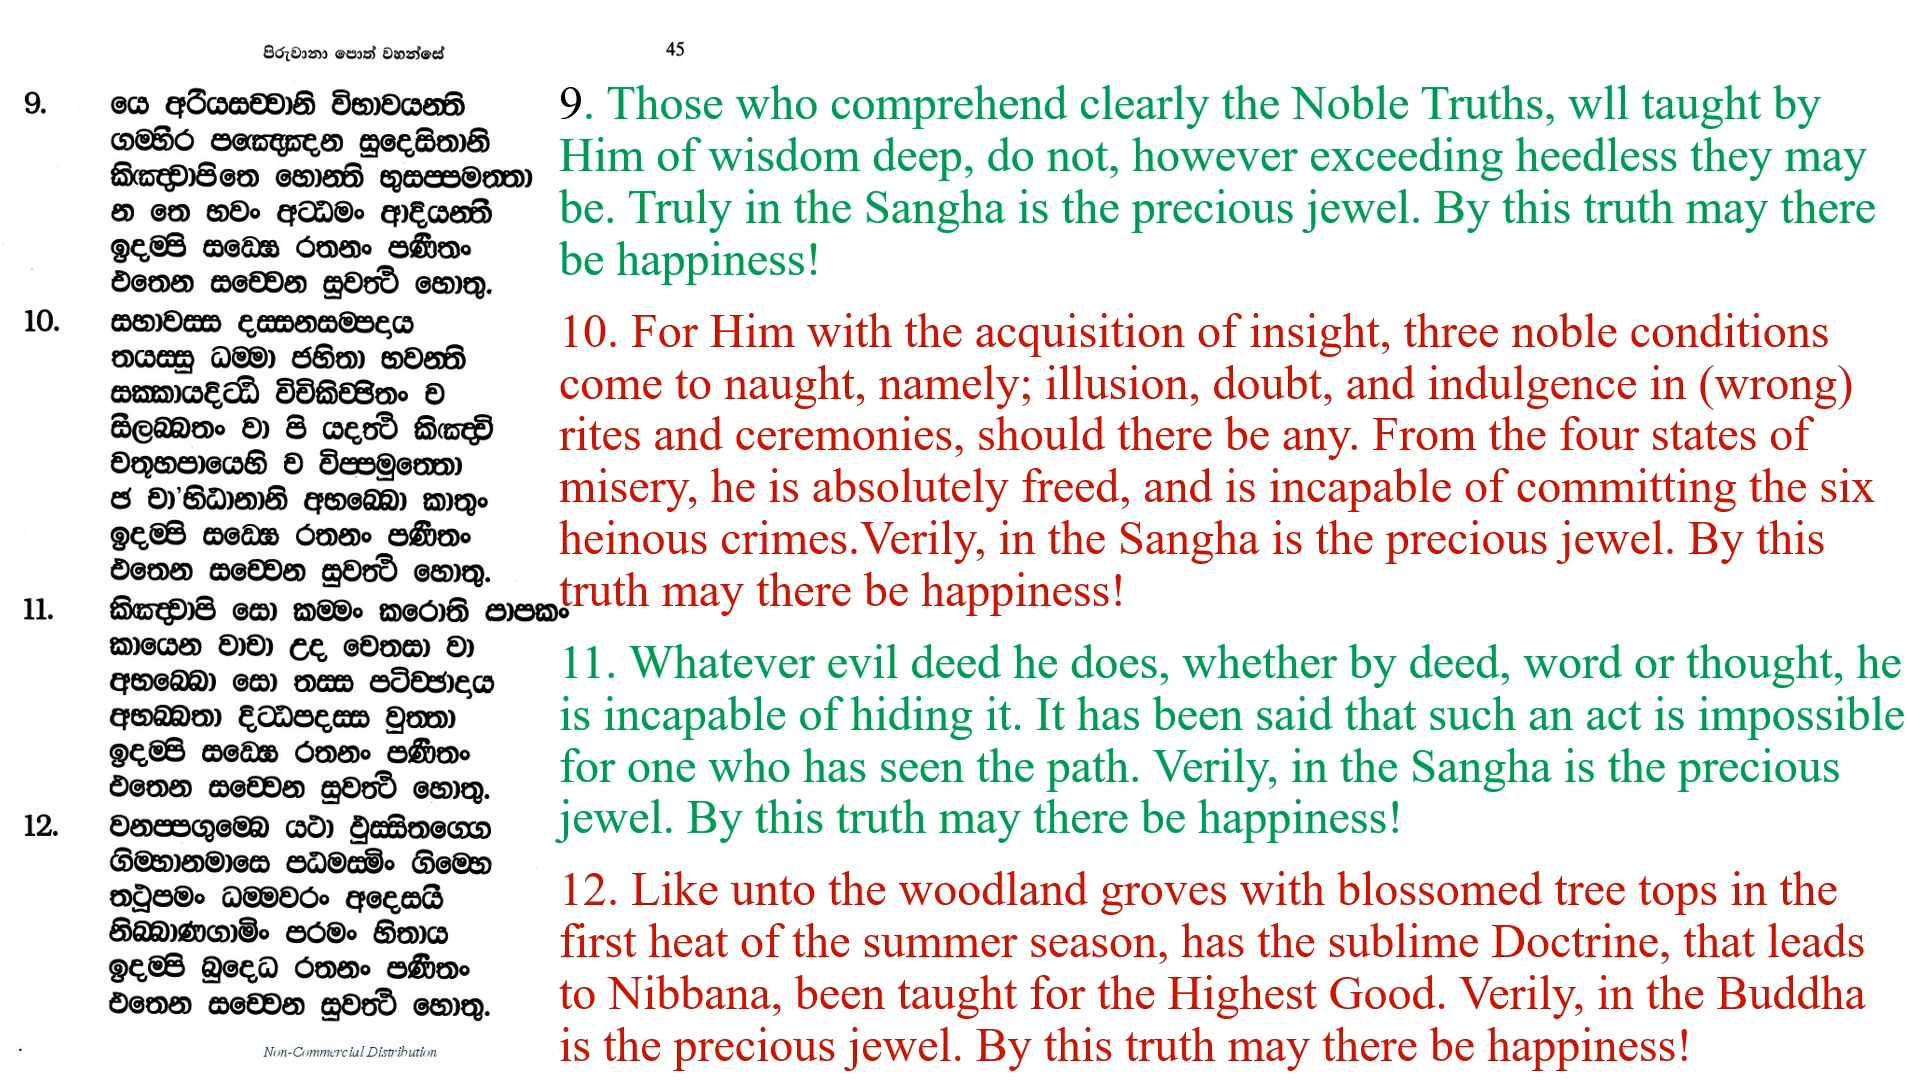 පිරුවානා පොත් වහන්සේ
45
9. යෙ අරියසච්චානි විභාවයන්ති
ගම්භීර පඤ්ඤෙන සුදෙසිතානි
කිඤ්චාපි තෙ හොන්ති භුසප්පමත්තා
න තෙ භවං අට්ඨමං ආදියන්ති
ඉදම්පි සඞ්ඝෙ රතනං පණීතං
එතෙන සච්චෙන සුවත්ථි හොතු.
10. සහාවස්ස දස්සනසම්පදාය
තයස්සු ධම්මා ජහිතා භවන්ති
සක්කායදිට්ඨි විචිකිච්ඡිතං ච
සීලබ්බතං වා පි යදත්ථි කිඤ්චි
චතූහපායෙහි ච විප්පමුත්තො
ඡ චා'භිඨානානි අභබ්බො කාතුං
ඉදම්පි සඞ්ඝෙ රතනං පණීතං
එතෙන සච්චෙන සුවත්ථි හොතු.
11. කිඤ්චාපි සො කම්මං කරොති පාපකං
කායෙන වාචා උද චෙතසා වා
අභබ්බො සො තස්ස පටිච්ඡාදාය
අභබ්බතා දිට්ඨපදස්ස වුත්තා
ඉදම්පි සඞ්ඝෙ රතනං පණීතං
එතෙන සච්චෙන සුවත්ථි හොතු.
12. වනප්පගුම්බෙ යථා ඵුස්සිතග්ගෙ
ගිම්හානමාසෙ පඨමස්මිං ගිම්හෙ
තථූපමං ධම්මවරං අදෙසයී
නිබ්බාණගාමිං පරමං හිතාය
ඉදම්පි බුද්ධෙ රතනං පණීතං
එතෙන සච්චෙන සුවත්ථි හොතු.
Non-Commercial Distribution
9. Those who comprehend clearly the Noble Truths, wll taught by
Him of wisdom deep, do not, however exceeding heedless they may
be. Truly in the Sangha is the precious jewel. By this truth may there
be happiness!
10. For Him with the acquisition of insight, three noble conditions
come to naught, namely; illusion, doubt, and indulgence in (wrong)
rites and ceremonies, should there be any. From the four states of
misery, he is absolutely freed, and is incapable of committing the six
heinous crimes.Verily, in the Sangha is the precious jewel. By this
truth may there be happiness!
11. Whatever evil deed he does, whether by deed, word or thought, he
is incapable of hiding it. It has been said that such an act is impossible
for one who has seen the path. Verily, in the Sangha is the precious
jewel. By this truth may there be happiness!
12. Like unto the woodland groves with blossomed tree tops in the
first heat of the summer season, has the sublime Doctrine, that leads
to Nibbana, been taught for the Highest Good. Verily, in the Buddha
is the precious jewel. By this truth may there be happiness!